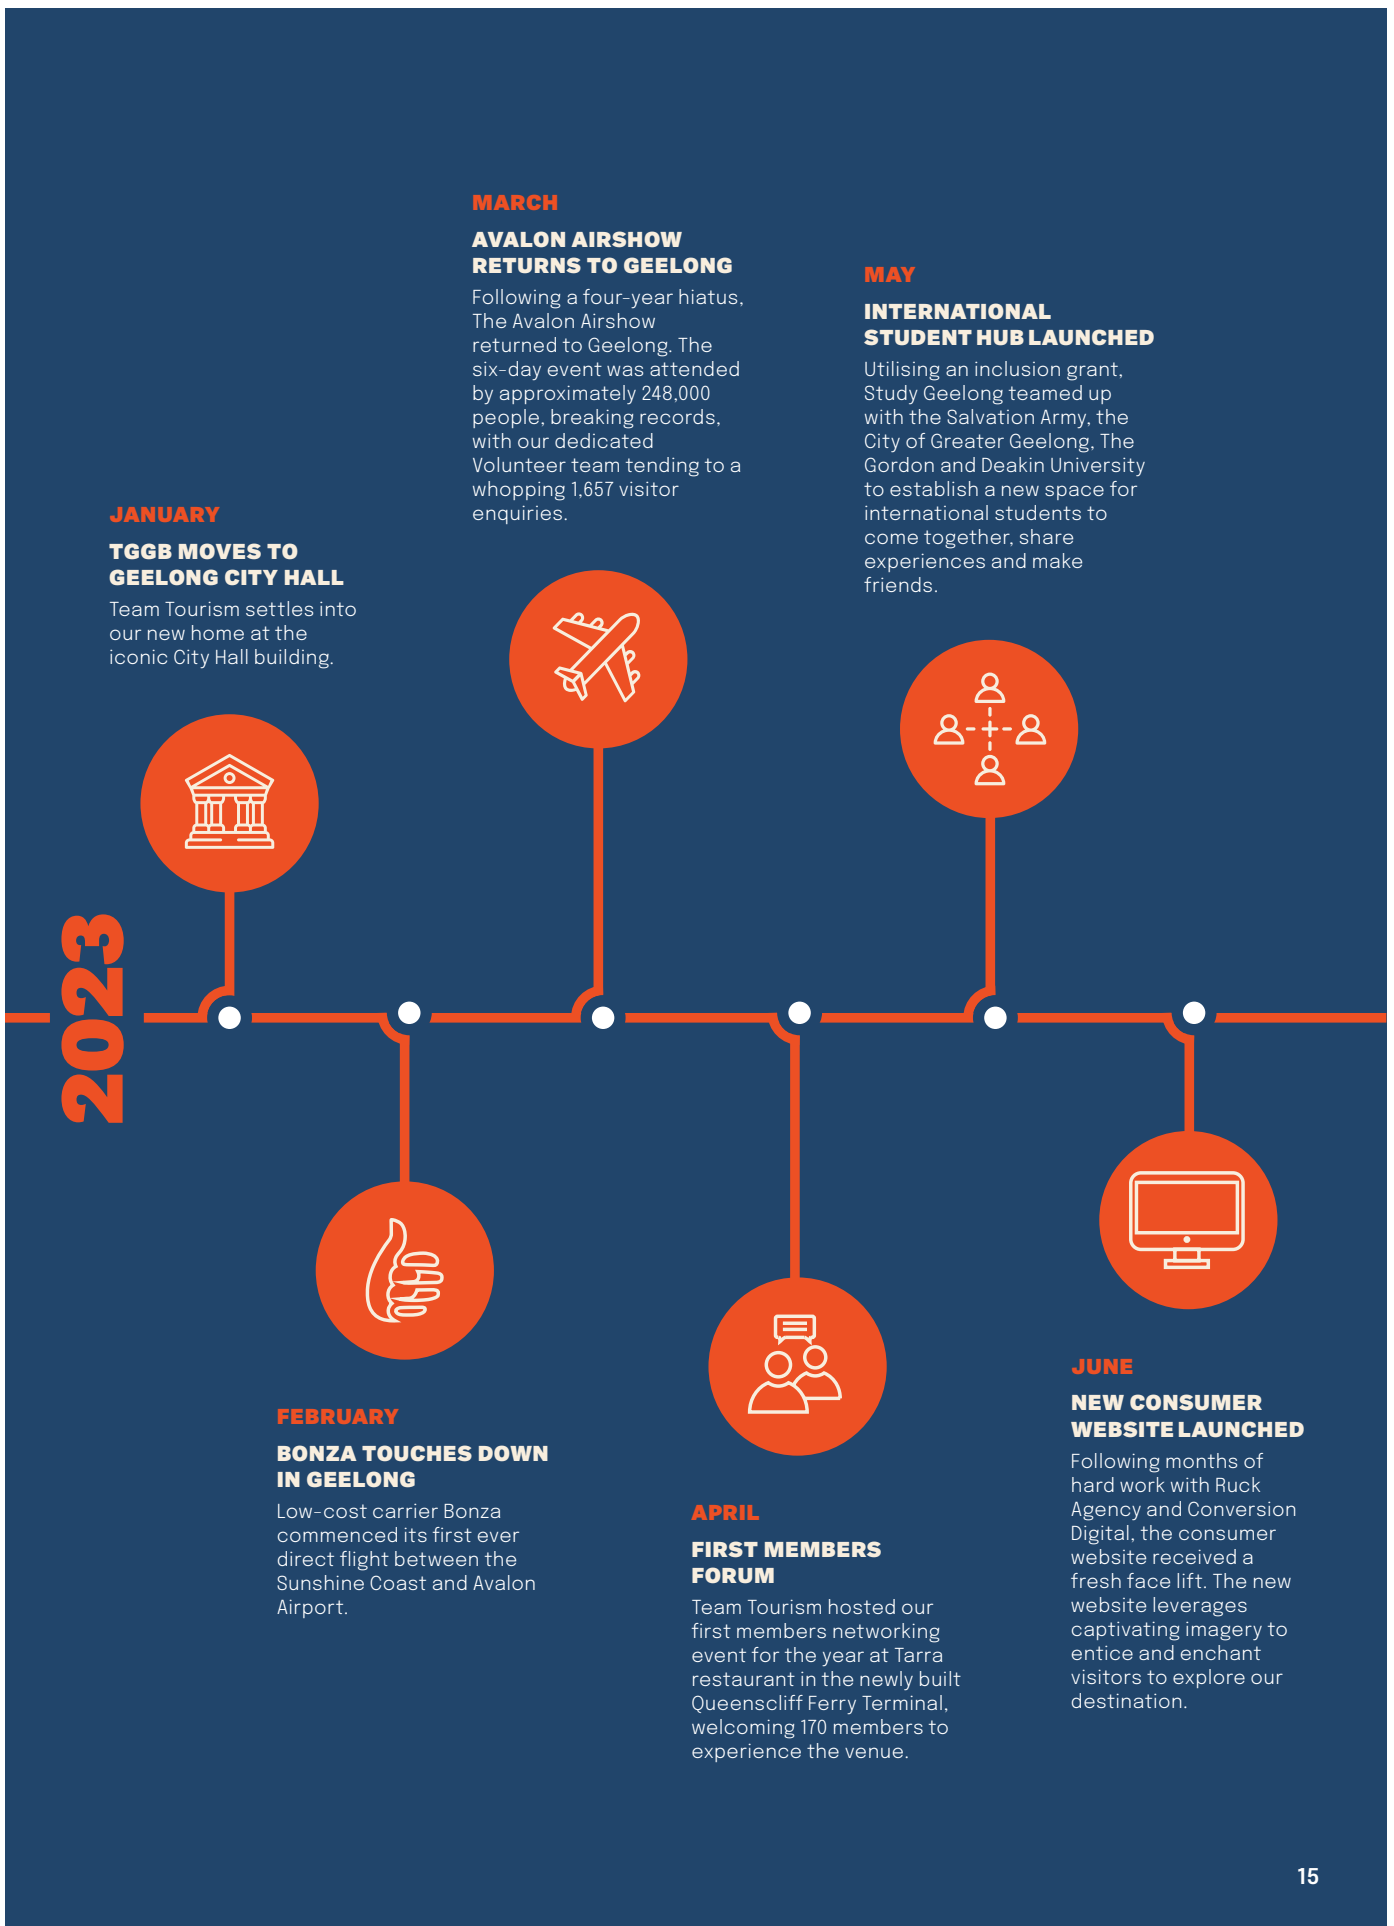 2023
JANUARY
TGGB MOVES TO
GEELONG CITY HALL
Team Tourism settles into
our new home at the
iconic City Hall building.
FEBRUARY
BONZA TOUCHES DOWN
IN GEELONG
Low-cost carrier Bonza
commenced its first ever
direct flight between the
Sunshine Coast and Avalon
Airport.
MARCH
AVALON AIRSHOW
RETURNS TO GEELONG
Following a four-year hiatus,
The Avalon Airshow
returned to Geelong. The
six-day event was attended
by approximately 248,000
people, breaking records,
with our dedicated
Volunteer team tending to a
whopping 1,657 visitor
enquiries.
APRIL
FIRST MEMBERS
FORUM
Team Tourism hosted our
first members networking
event for the year at Tarra
restaurant in the newly built
Queenscliff Ferry Terminal,
welcoming 170 members to
experience the venue.
MAY
INTERNATIONAL
STUDENT HUB LAUNCHED
Utilising an inclusion grant,
Study Geelong teamed up
with the Salvation Army, the
City of Greater Geelong, The
Gordon and Deakin University
to establish a new space for
international students to
come together, share
experiences and make
friends.
JUNE
NEW CONSUMER
WEBSITE LAUNCHED
Following months of
hard work with Ruck
Agency and Conversion
Digital, the consumer
website received a
fresh face lift. The new
website leverages
captivating imagery to
entice and enchant
visitors to explore our
destination.
15